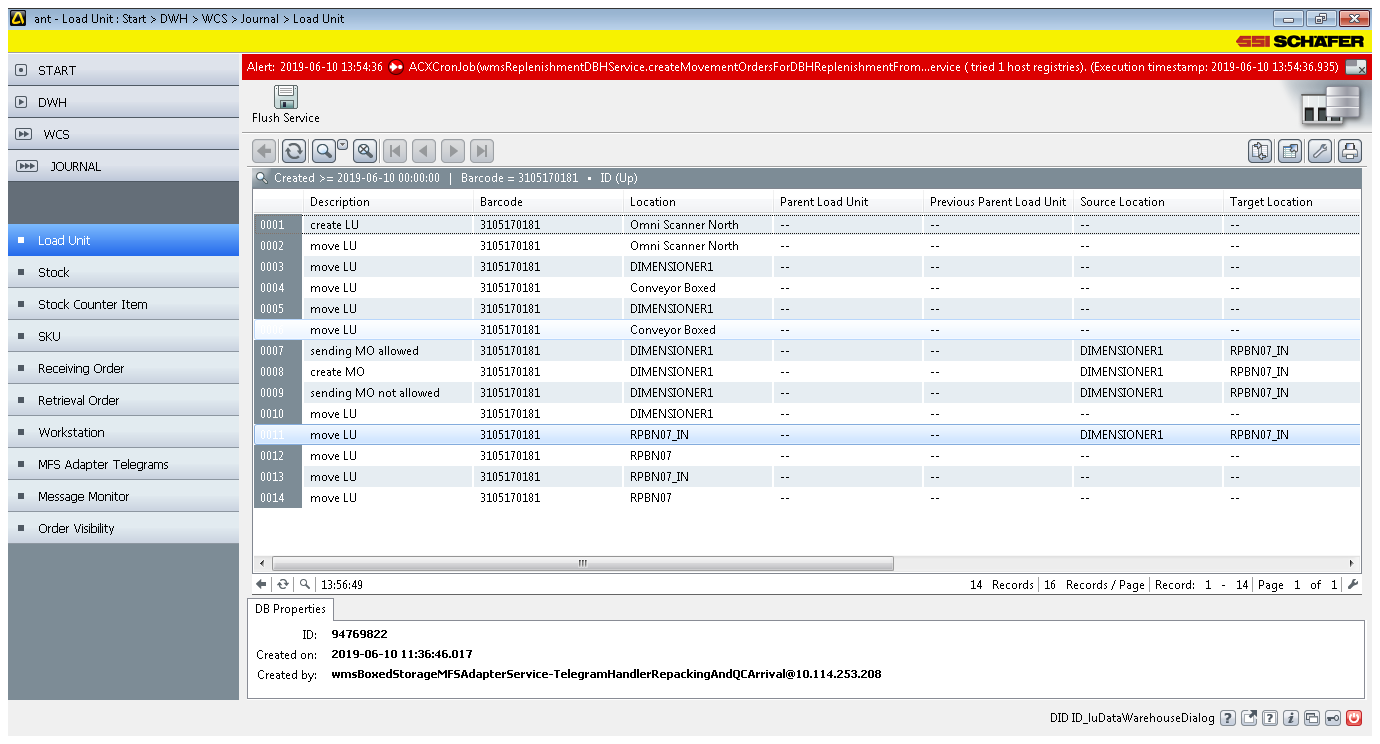 ant - Load Unit : Start > DWH > WCS > Journal > Load Unit
SSI SCHÄFER
START
DWH
WCS
JOURNAL
Load Unit
Stock
Stock Counter Item
SKU
Receiving Order
Retrieval Order
Workstation
MFS Adapter Telegrams
Message Monitor
Order Visibility
Alert: 2019-06-10 13:54:36 ACXCronJob(wmsReplenishmentDBHService.createMovementOrdersForDBHReplenishmentFrom...ervice ( tried 1 host registries). (Execution timestamp: 2019-06-10 13:54:36.935)
Flush Service
Created >= 2019-06-10 00:00:00 | Barcode = 3105170181 • ID (Up)
Description Barcode Location Parent Load Unit Previous Parent Load Unit Source Location Target Location
0001 create LU 3105170181 Omni Scanner North -- -- -- --
0002 move LU 3105170181 Omni Scanner North -- -- -- --
0003 move LU 3105170181 DIMENSIONER1 -- -- -- --
0004 move LU 3105170181 Conveyor Boxed -- -- -- --
0005 move LU 3105170181 DIMENSIONER1 -- -- -- --
move LU 3105170181 Conveyor Boxed -- -- -- --
0007 sending MO allowed 3105170181 DIMENSIONER1 -- -- DIMENSIONER1 RPBN07_IN
0008 create MO 3105170181 DIMENSIONER1 -- -- DIMENSIONER1 RPBN07_IN
0009 sending MO not allowed 3105170181 DIMENSIONER1 -- -- DIMENSIONER1 RPBN07_IN
0010 move LU 3105170181 DIMENSIONER1 -- -- -- --
0011 move LU 3105170181 RPBN07_IN -- -- DIMENSIONER1 RPBN07_IN
0012 move LU 3105170181 RPBN07 -- -- -- --
0013 move LU 3105170181 RPBN07_IN -- -- -- --
0014 move LU 3105170181 RPBN07 -- -- -- --
13:56:49 14 Records 16 Records / Page Record: 1 - 14 Page 1 of 1
DB Properties
ID: 94769822
Created on: 2019-06-10 11:36:46.017
Created by: wmsBoxedStorageMFSAdapterService-TelegramHandlerRepackingAndQCArrival@10.114.253.208
DID ID_luDataWarehouseDialog